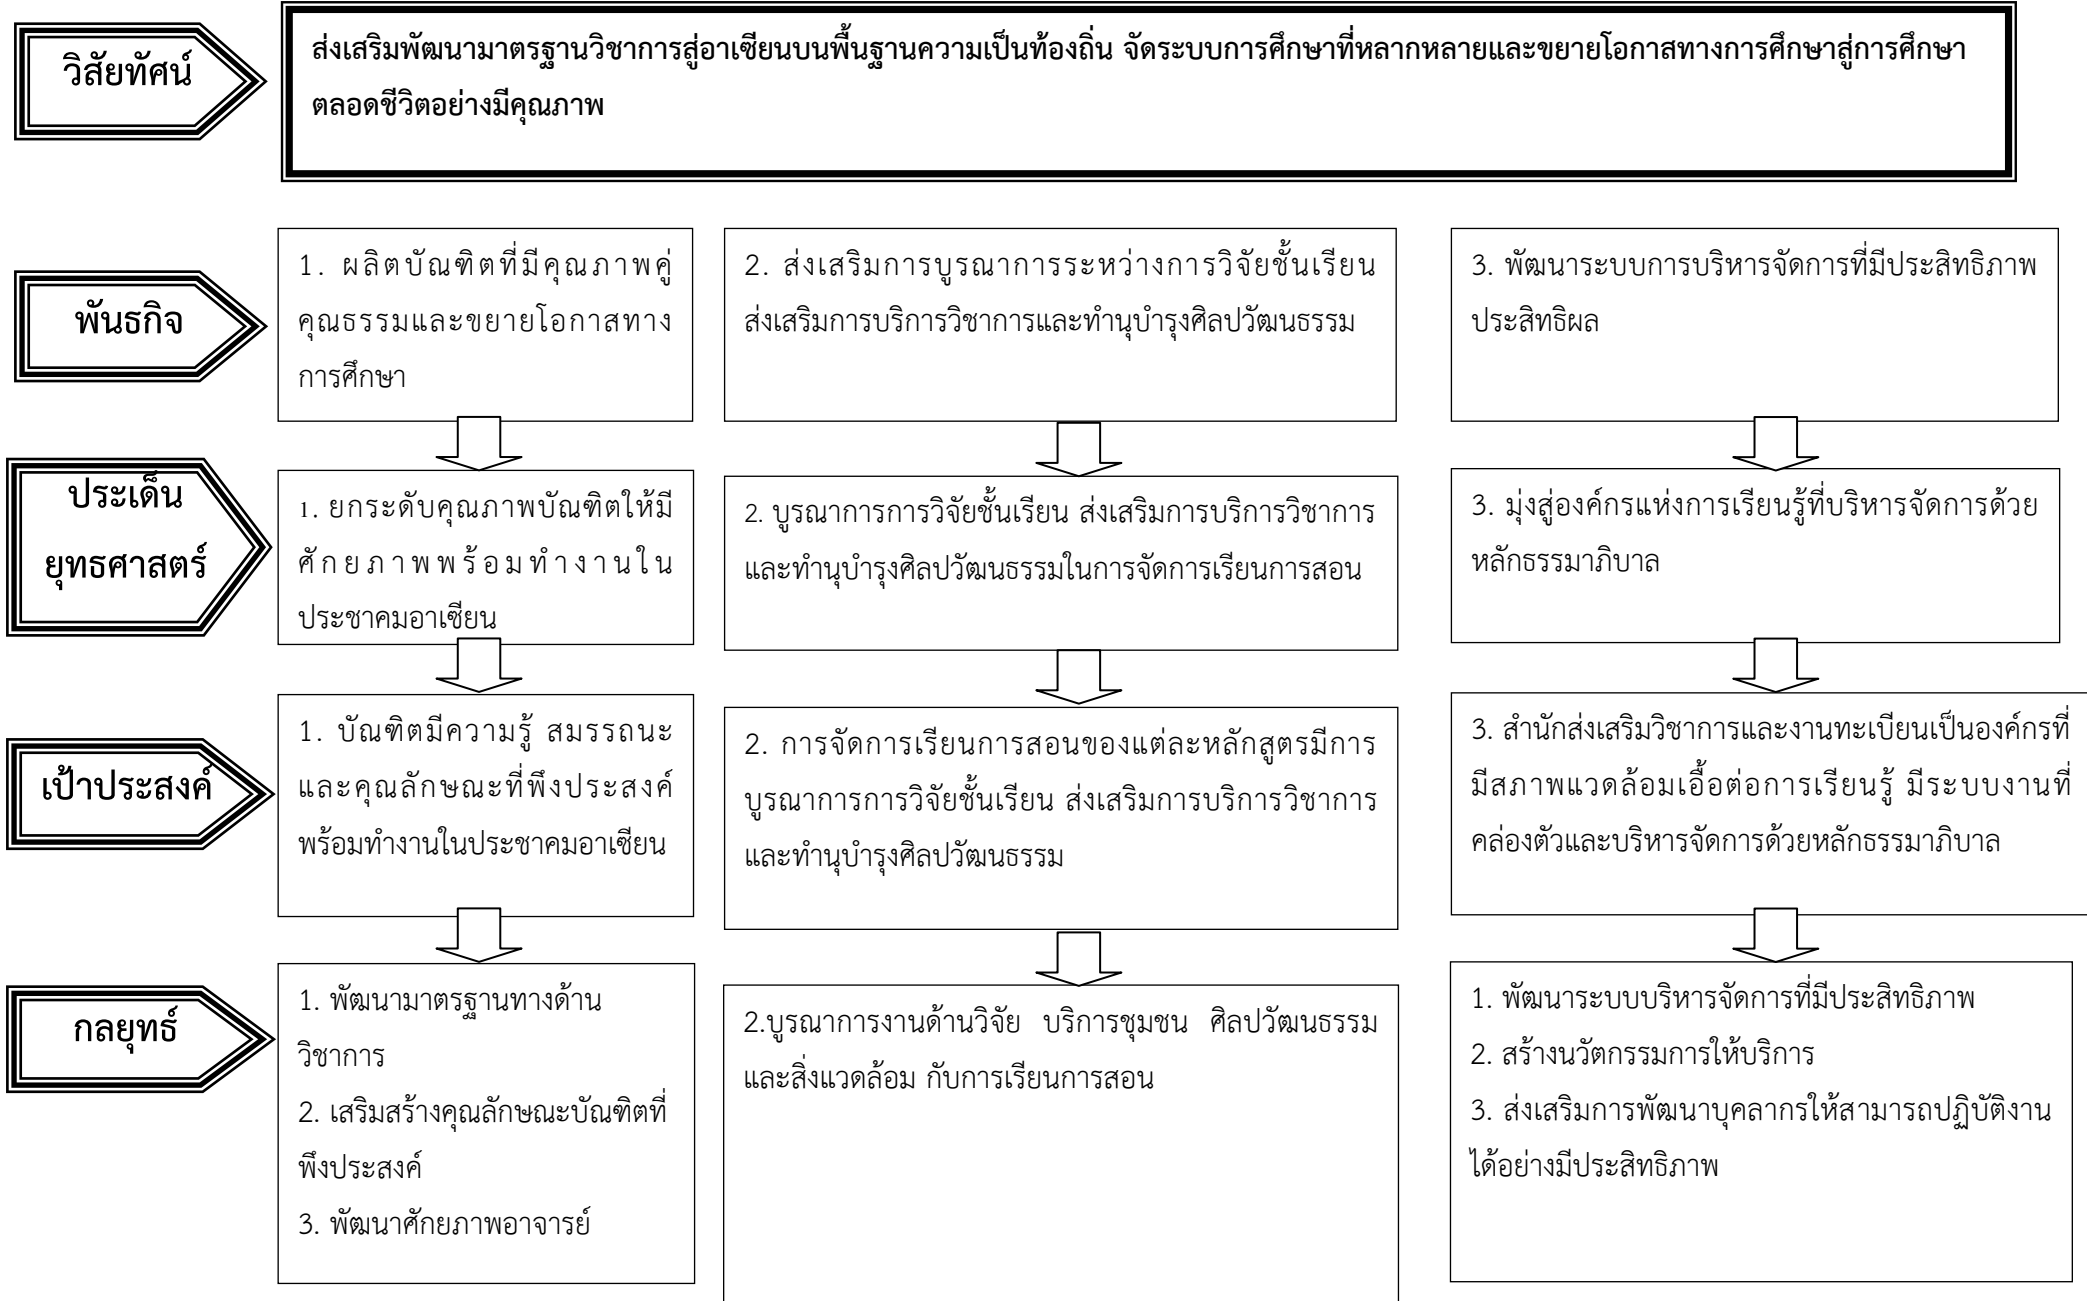 วิสัยทัศน์
ส่งเสริมพัฒนามาตรฐานวิชาการสู่อาเซียนบนพื้นฐานความเป็นท้องถิ่น จัดระบบการศึกษาที่หลากหลายและขยายโอกาสทางการศึกษาสู่การศึกษา
ตลอดชีวิตอย่างมีคุณภาพ
พันธกิจ
1. ผลิตบัณฑิตที่มีคุณภาพคู่
คุณธรรมและขยายโอกาสทาง
การศึกษา
2. ส่งเสริมการบูรณาการระหว่างการวิจัยชั้นเรียน
ส่งเสริมการบริการวิชาการและทำนุบำรุงศิลปวัฒนธรรม
3. พัฒนาระบบการบริหารจัดการที่มีประสิทธิภาพ
ประสิทธิผล
ประเด็น
ยุทธศาสตร์
1. ยกระดับคุณภาพบัณฑิตให้มี
ศักยภาพพร้อมทำงานใน
ประชาคมอาเซียน
2. บูรณาการการวิจัยชั้นเรียน ส่งเสริมการบริการวิชาการ
และทำนุบำรุงศิลปวัฒนธรรมในการจัดการเรียนการสอน
3. มุ่งสู่องค์กรแห่งการเรียนรู้ที่บริหารจัดการด้วย
หลักธรรมาภิบาล
เป้าประสงค์
1. บัณฑิตมีความรู้ สมรรถนะ
และคุณลักษณะที่พึงประสงค์
พร้อมทำงานในประชาคมอาเซียน
2. การจัดการเรียนการสอนของแต่ละหลักสูตรมีการ
บูรณาการการวิจัยชั้นเรียน ส่งเสริมการบริการวิชาการ
และทำนุบำรุงศิลปวัฒนธรรม
3. สำนักส่งเสริมวิชาการและงานทะเบียนเป็นองค์กรที่
มีสภาพแวดล้อมเอื้อต่อการเรียนรู้ มีระบบงานที่
คล่องตัวและบริหารจัดการด้วยหลักธรรมาภิบาล
กลยุทธ์
1. พัฒนามาตรฐานทางด้าน
วิชาการ
2. เสริมสร้างคุณลักษณะบัณฑิตที่
พึงประสงค์
3. พัฒนาศักยภาพอาจารย์
2.บูรณาการงานด้านวิจัย บริการชุมชน ศิลปวัฒนธรรม
และสิ่งแวดล้อม กับการเรียนการสอน
1. พัฒนาระบบบริหารจัดการที่มีประสิทธิภาพ
2. สร้างนวัตกรรมการให้บริการ
3. ส่งเสริมการพัฒนาบุคลากรให้สามารถปฏิบัติงาน
ได้อย่างมีประสิทธิภาพ